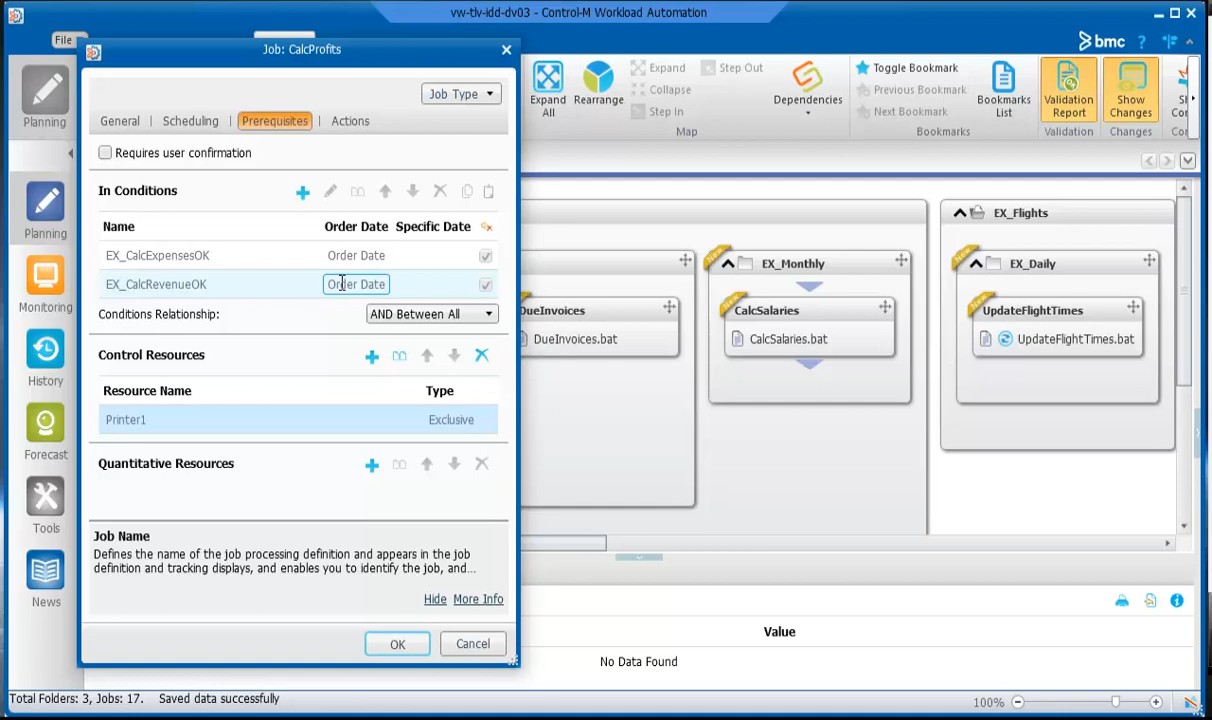 vw-tlv-idd-dv03 - Control-M Workload Automation
File
bmc ?
Job: CalcProfits
Job Type
General | Scheduling | Prerequisites | Actions
Requires user confirmation
In Conditions
Name Order Date Specific Date
EX_CalcExpensesOK Order Date
EX_CalcRevenueOK Order Date
Conditions Relationship: AND Between All
Control Resources
Resource Name Type
Printer1 Exclusive
Quantitative Resources
Job Name
Defines the name of the job processing definition and appears in the job
definition and tracking displays, and enables you to identify the job, and...
Hide More Info
OK Cancel
Planning
Planning
Monitoring
History
Forecast
Tools
News
Expand
All
Rearrange
Expand
Collapse
Step In
Step Out
Map
Dependencies
Toggle Bookmark
Previous Bookmark
Next Bookmark
Bookmarks
List
Bookmarks
Validation
Report
Validation
Show
Changes
Changes
DueInvoices
DueInvoices.bat
New
EX_Monthly
New
CalcSalaries
CalcSalaries.bat
EX_Flights
New
EX_Daily
New
UpdateFlightTimes
UpdateFlightTimes.bat
Value
No Data Found
Total Folders: 3, Jobs: 17. Saved data successfully
100%